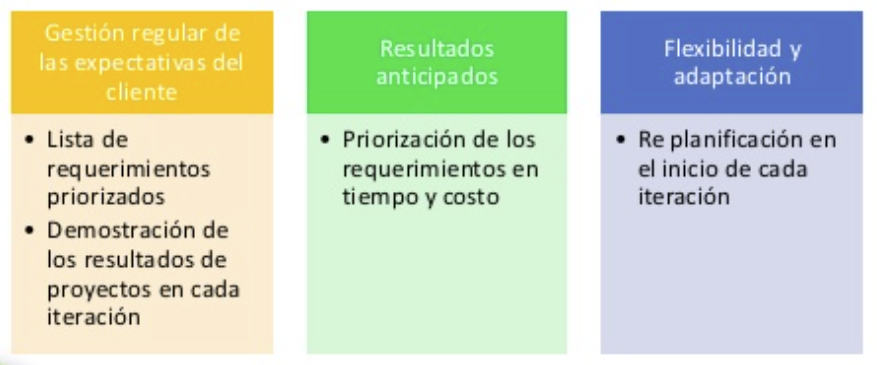 Gestión regular de
las expectativas del
cliente
• Lista de
requerimientos
priorizados
• Demostración de
los resultados de
proyectos en cada
iteración
Resultados
anticipados
• Priorización de los
requerimientos en
tiempo y costo
Flexibilidad y
adaptación
• Re planificación en
el inicio de cada
iteración